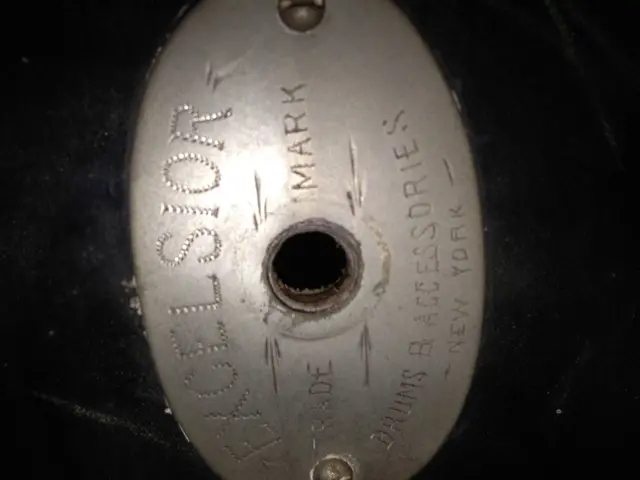 EXCELSIOR
TRADE MARK
DRUMS & ACCESSORIES
- NEW YORK -